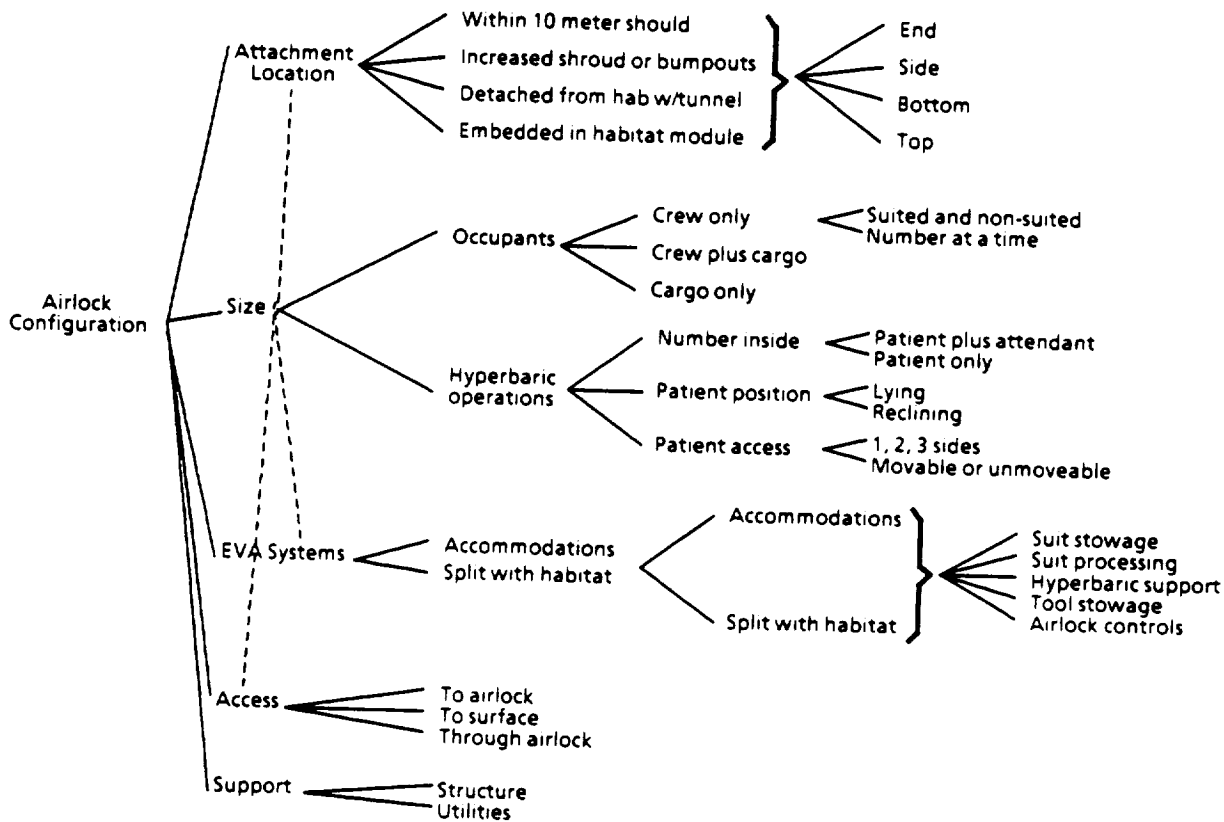 Within 10 meter should
Increased shroud or bumpouts
Detached from hab w/tunnel
Embedded in habitat module
End
Side
Bottom
Top
Attachment
Location
Airlock
Configuration
Size
Occupants
Crew only
Crew plus cargo
Cargo only
Suited and non-suited
Number at a time
Hyperbaric
operations
Number inside
Patient plus attendant
Patient only
Patient position
Lying
Reclining
Patient access
1, 2, 3 sides
Movable or unmoveable
EVA Systems
Accommodations
Split with habitat
Accommodations
Split with habitat
Suit stowage
Suit processing
Hyperbaric support
Tool stowage
Airlock controls
Access
To airlock
To surface
Through airlock
Support
Structure
Utilities